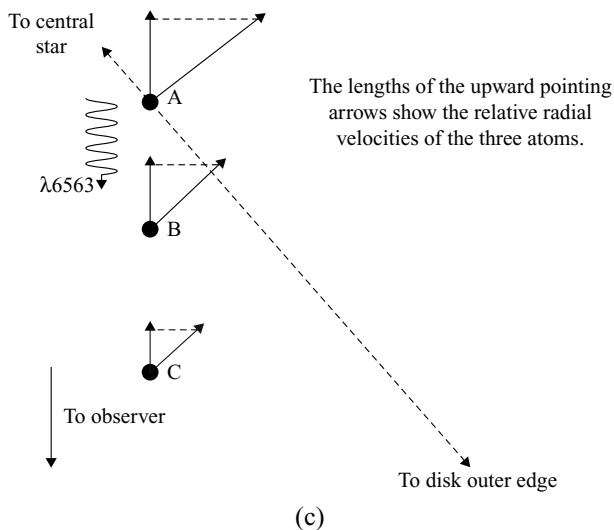 To central
star
A
The lengths of the upward pointing
arrows show the relative radial
velocities of the three atoms.
λ6563
B
C
To observer
To disk outer edge
(c)